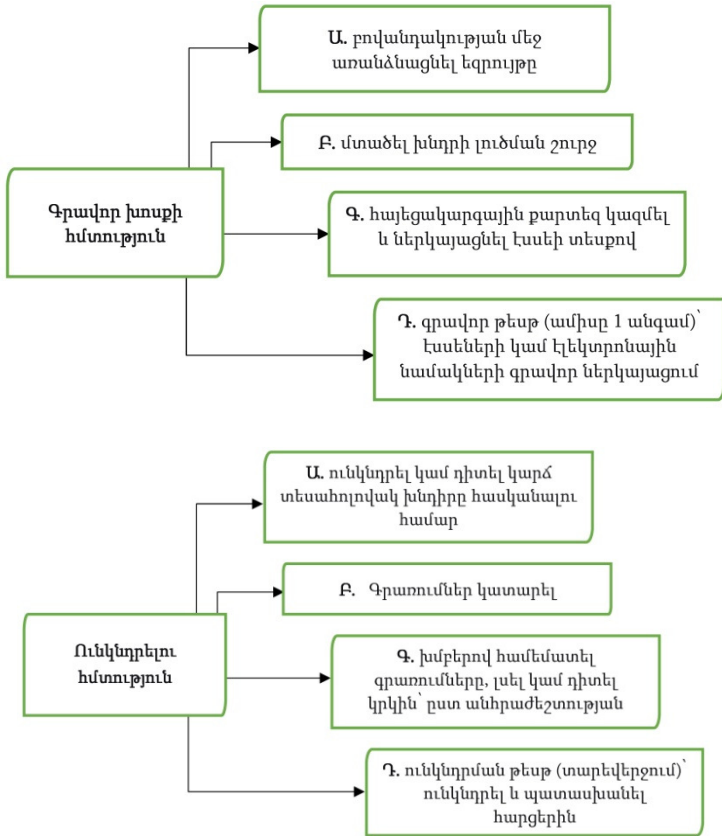 Ա. բովանդակության մեջ
առանձնացնել եզրույթը
Բ. մտածել խնդրի լուծման շուրջ
Գրավոր խոսքի
հմտություն
Գ. հայեցակարգային քարտեզ կազմել
և ներկայացնել էսսեի տեսքով
Դ. գրավոր թեստ (ամիսը 1 անգամ)՝
էսսեների կամ էլեկտրոնային
նամակների գրավոր ներկայացում
Ա. ունկնդրել կամ դիտել կարճ
տեսահոլովակ խնդիրը հասկանալու
համար
Բ. Գրառումներ կատարել
Ունկնդրելու
հմտություն
Գ. խմբերով համեմատել
գրառումները, լսել կամ դիտել
կրկին՝ ըստ անհրաժեշտության
Դ. ունկնդրման թեստ (տարեվերջում)՝
ունկնդրել և պատասխանել
հարցերին